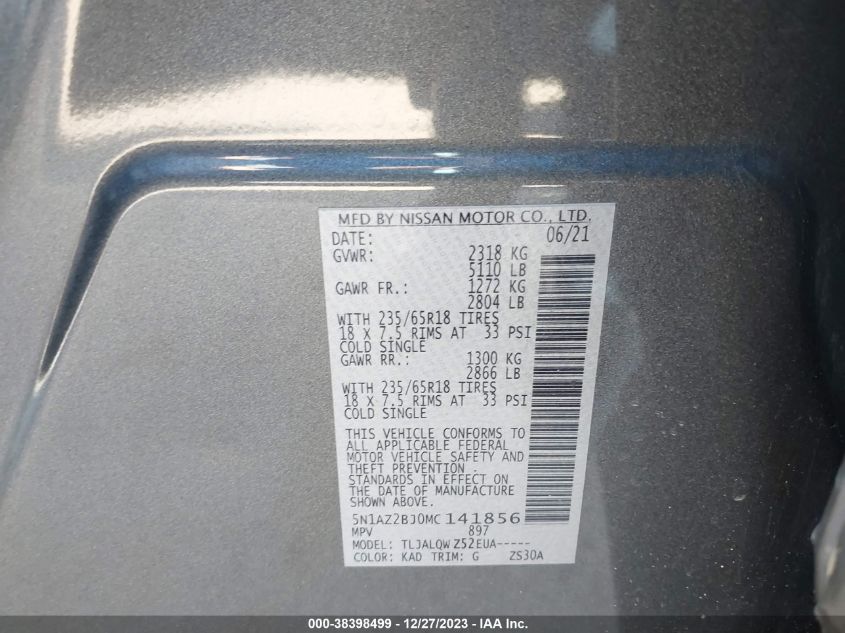 MFD BY NISSAN MOTOR CO., LTD.
DATE: 06/21
GVWR: 2318 KG
5110 LB
GAWR FR.: 1272 KG
2804 LB
WITH 235/65R18 TIRES
18 X 7.5 RIMS AT 33 PSI
COLD SINGLE
GAWR RR.: 1300 KG
2866 LB
WITH 235/65R18 TIRES
18 X 7.5 RIMS AT 33 PSI
COLD SINGLE
THIS VEHICLE CONFORMS TO
ALL APPLICABLE FEDERAL
MOTOR VEHICLE SAFETY AND
THEFT PREVENTION
STANDARDS IN EFFECT ON
THE DATE OF MANUFACTURE
SHOWN ABOVE.
5N1AZ2BJ0MC141856
MPV 897
MODEL: TLJALQW Z52EUA-----
COLOR: KAD TRIM: G ZS30A
000-38398499 - 12/27/2023 - IAA Inc.